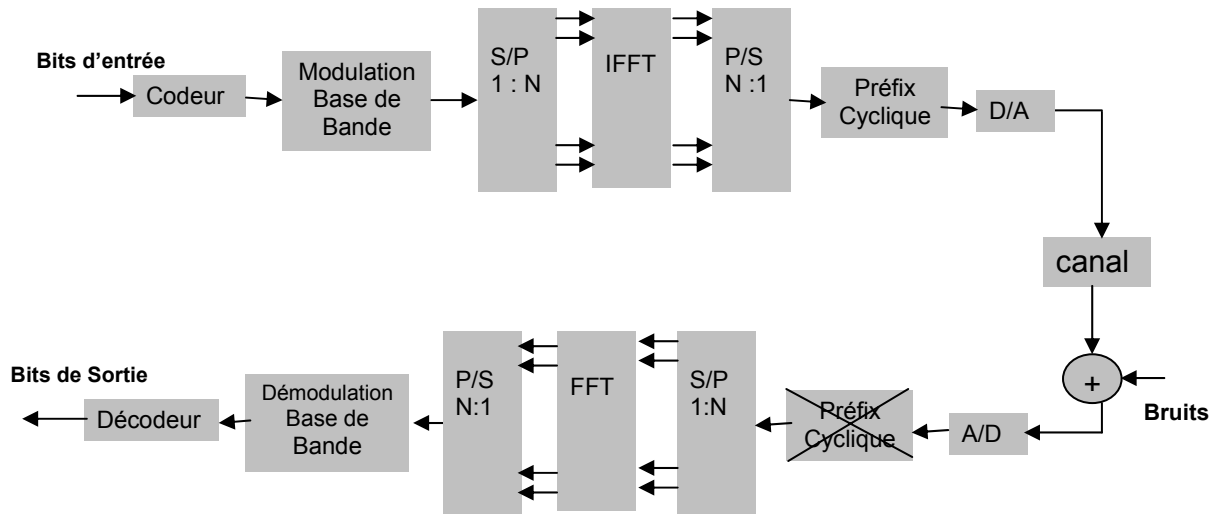 Bits d'entrée
Codeur
Modulation
Base de
Bande
S/P
1 : N
IFFT
P/S
N :1
Préfix
Cyclique
D/A
canal
+
Bruits
A/D
Préfix
Cyclique
S/P
1:N
FFT
P/S
N:1
Démodulation
Base de
Bande
Décodeur
Bits de Sortie